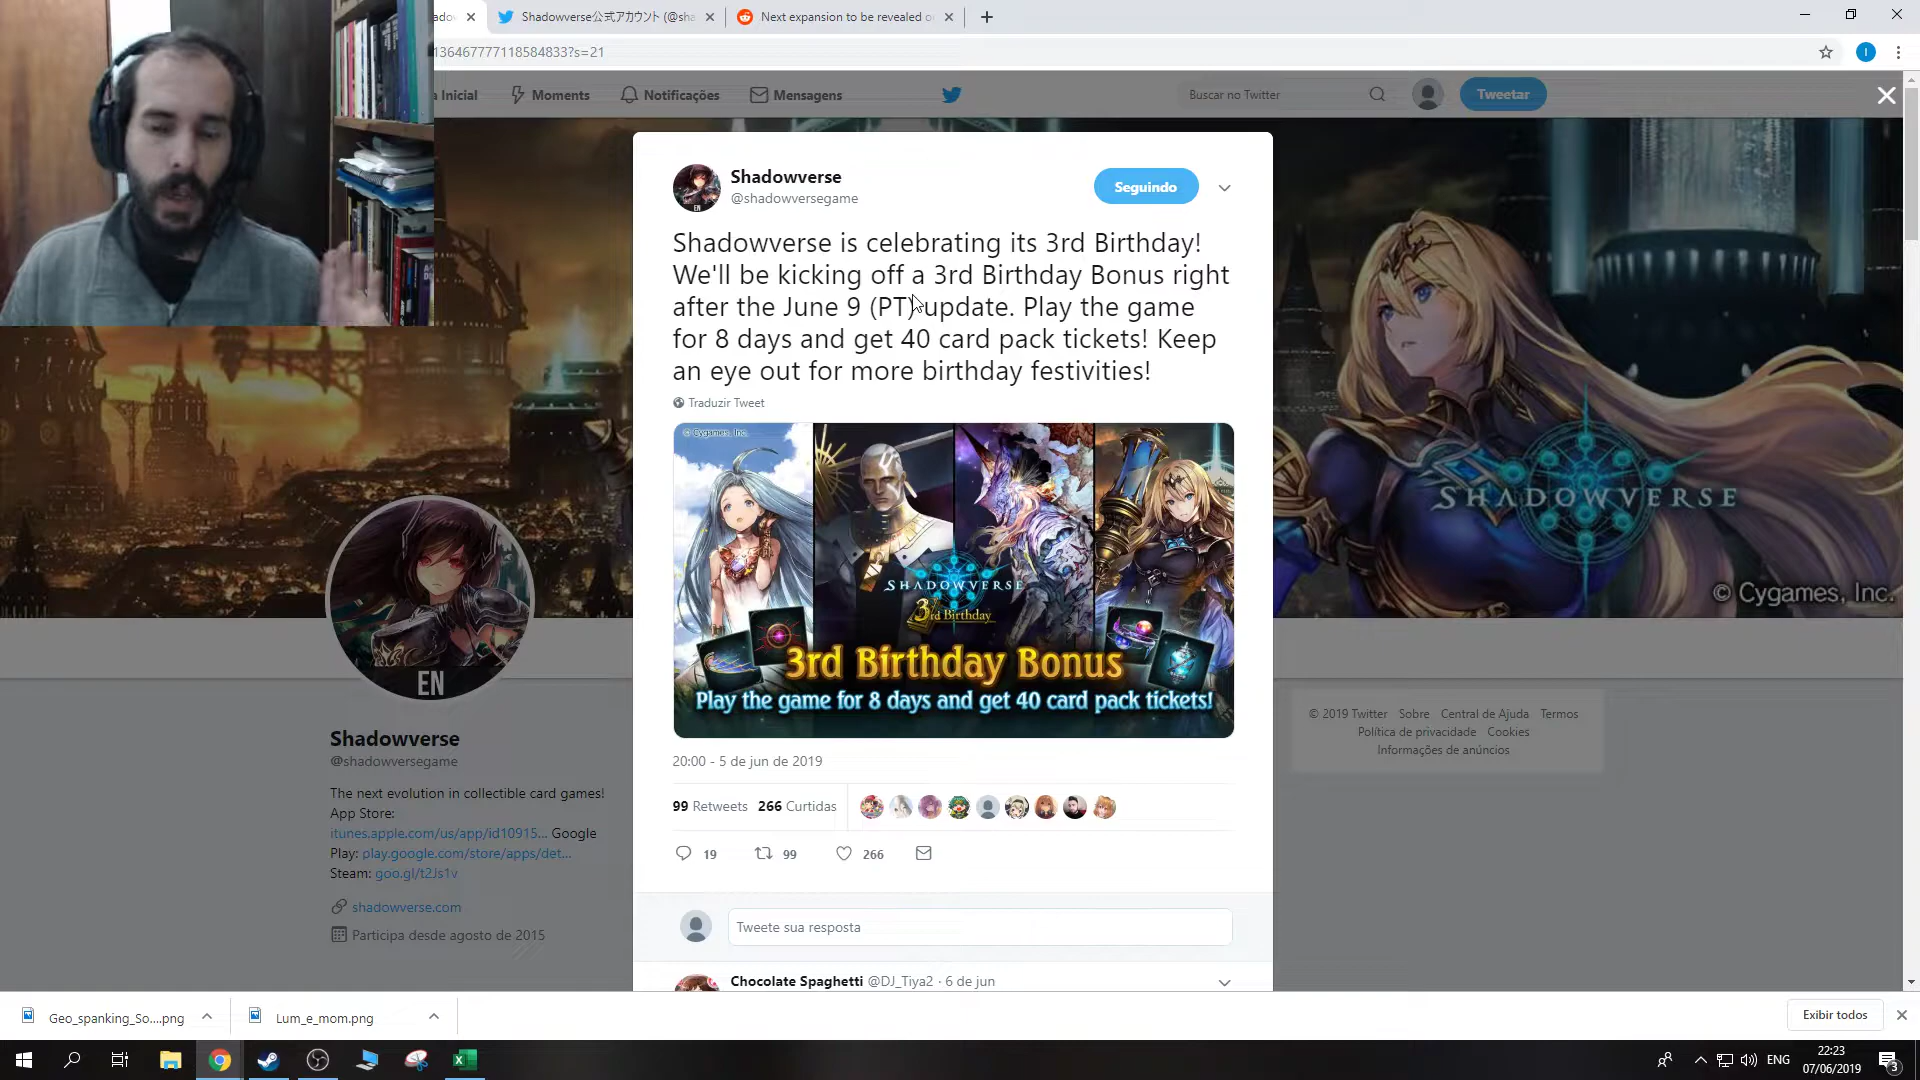 adow
Shadowverse公式アカウント (@sha
Next expansion to be revealed o
1364677771185848​33?s=21
a Inicial
Moments
Notificações
Mensagens
Buscar no Twitter
Tweetar
Shadowverse
@shadowversegame
Seguindo
Shadowverse is celebrating its 3rd Birthday!
We'll be kicking off a 3rd Birthday Bonus right
after the June 9 (PT) update. Play the game
for 8 days and get 40 card pack tickets! Keep
an eye out for more birthday festivities!
Traduzir Tweet
© Cygames, Inc.
SHADOWVERSE
3rd Birthday
3rd Birthday Bonus
Play the game for 8 days and get 40 card pack tickets!
20:00 - 5 de jun de 2019
99 Retweets 266 Curtidas
19 99 266
Tweete sua resposta
Chocolate Spaghetti @DJ_Tiya2 · 6 de jun
SHADOWVERSE
© Cygames, Inc.
EN
EN
Shadowverse
@shadowversegame
The next evolution in collectible card games!
App Store:
itunes.apple.com/us/app/id10915... Google
Play: play.google.com/store/apps/det...
Steam: goo.gl/t2Js1v
shadowverse.com
Participa desde agosto de 2015
© 2019 Twitter Sobre Central de Ajuda Termos
Política de privacidade Cookies
Informações de anúncios
Geo_spanking_So....png
Lum_e_mom.png
Exibir todos
ENG
22:23
07/06/2019
3